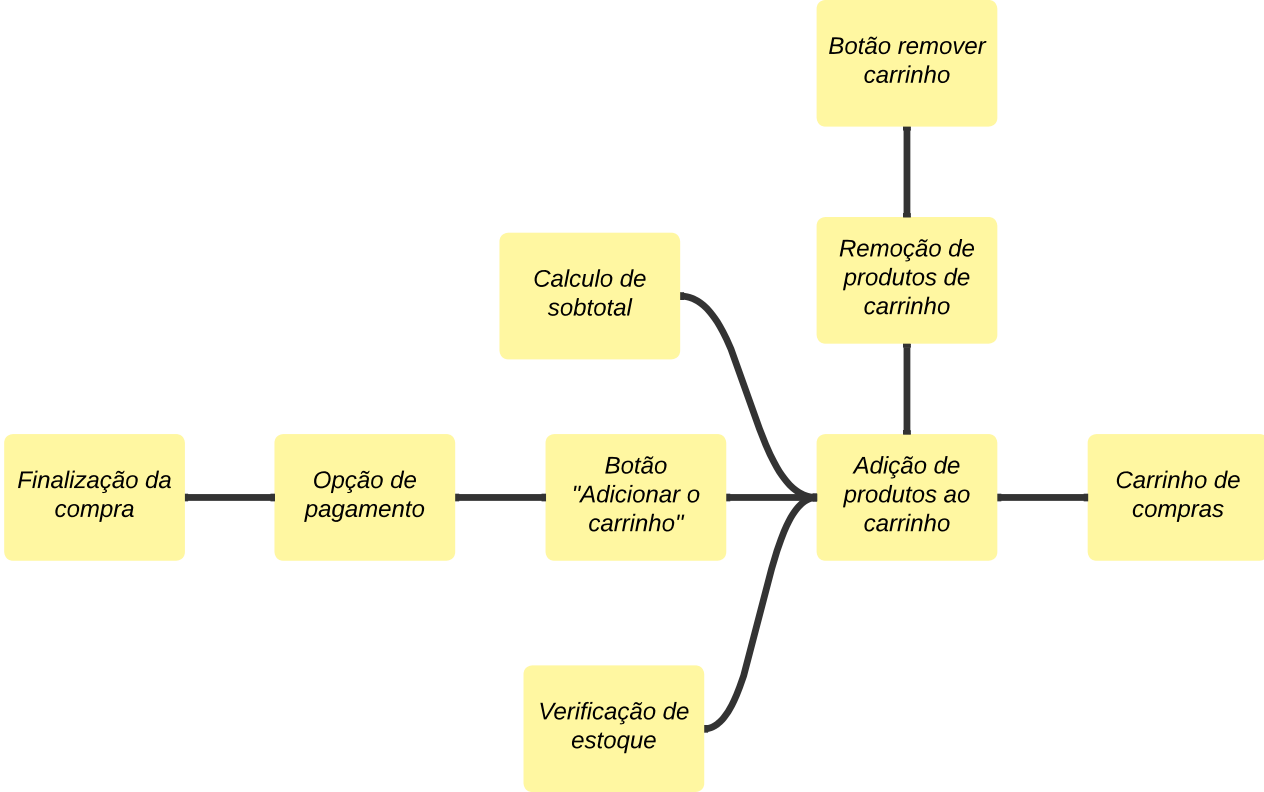 Botão remover
carrinho
Remoção de
produtos de
carrinho
Calculo de
sobtotal
Finalização da
compra
Opção de
pagamento
Botão
"Adicionar o
carrinho"
Adição de
produtos ao
carrinho
Carrinho de
compras
Verificação de
estoque